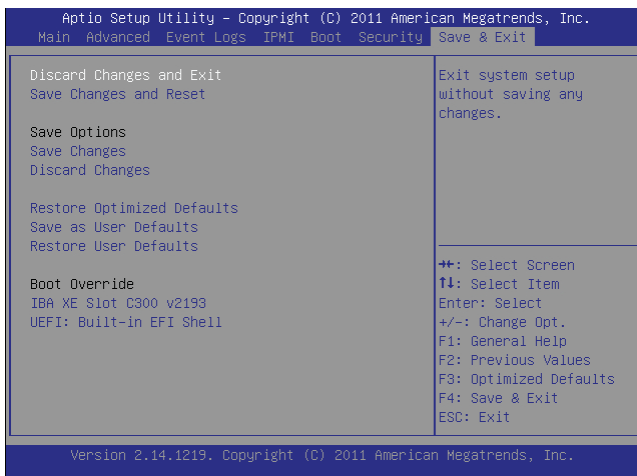 Aptio Setup Utility – Copyright (C) 2011 American Megatrends, Inc.
Main Advanced Event Logs IPMI Boot Security Save & Exit
Discard Changes and Exit
Save Changes and Reset
Save Options
Save Changes
Discard Changes
Restore Optimized Defaults
Save as User Defaults
Restore User Defaults
Boot Override
IBA XE Slot C300 v2193
UEFI: Built-in EFI Shell
Exit system setup
without saving any
changes.
→←: Select Screen
↑↓: Select Item
Enter: Select
+/-: Change Opt.
F1: General Help
F2: Previous Values
F3: Optimized Defaults
F4: Save & Exit
ESC: Exit
Version 2.14.1219. Copyright (C) 2011 American Megatrends, Inc.